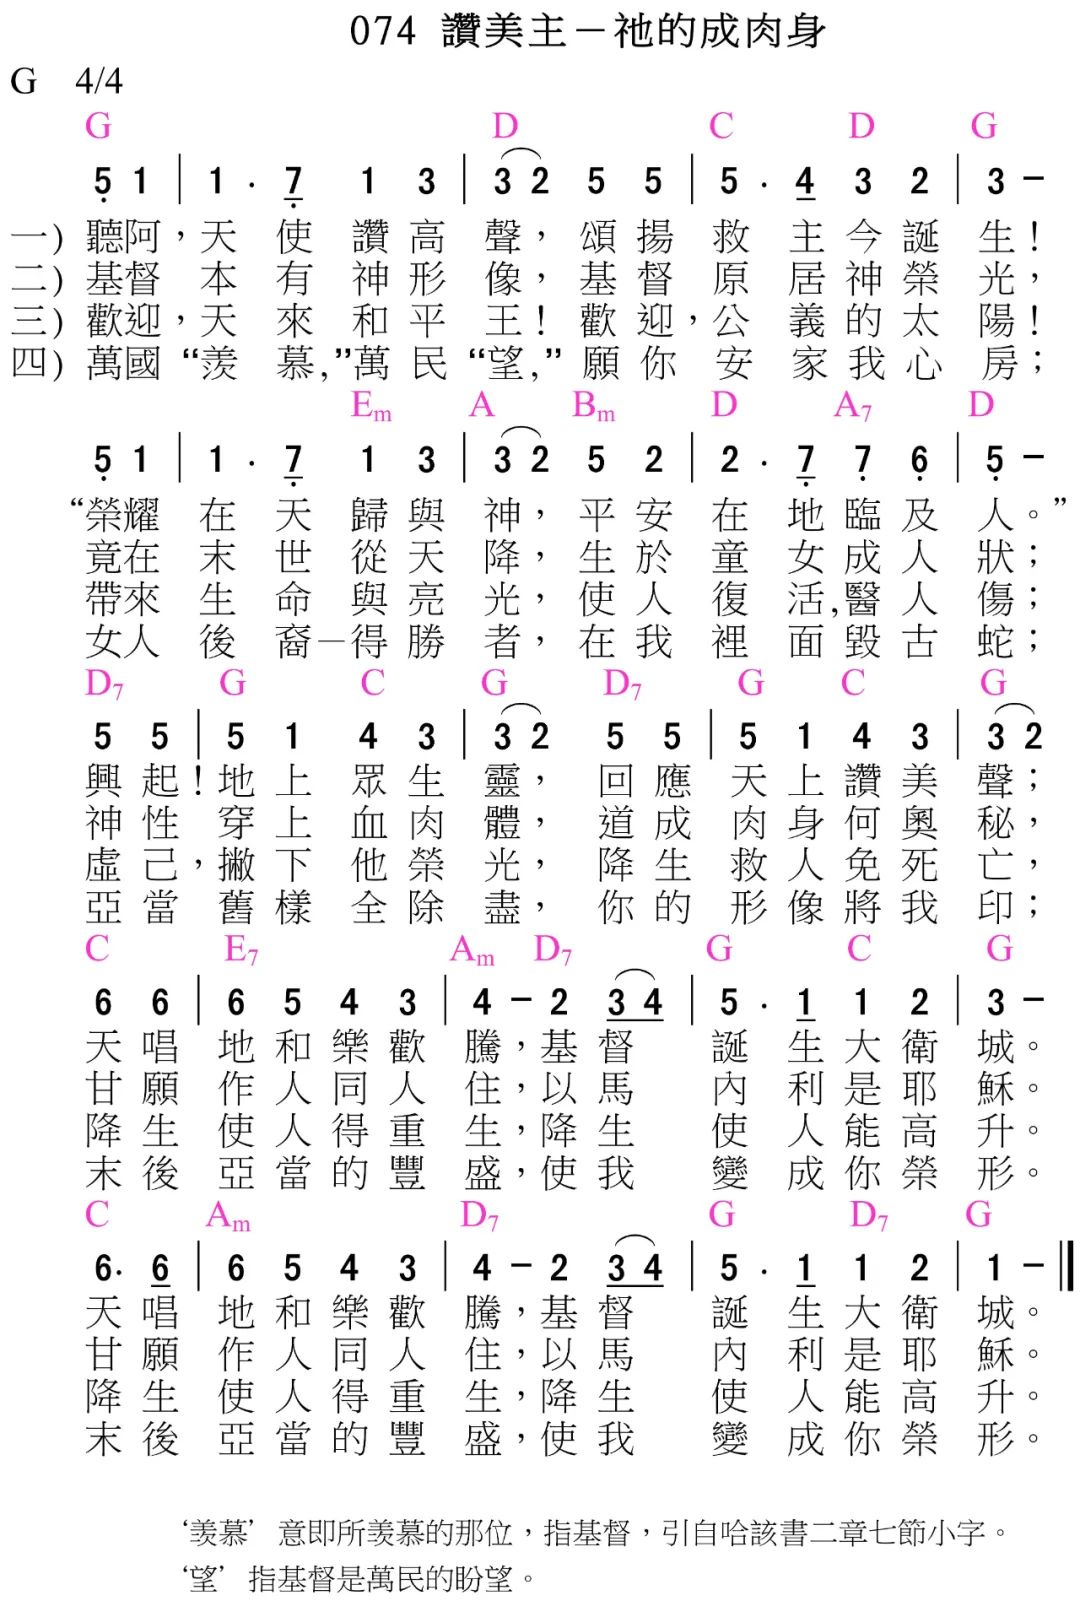 074 讚美主－祂的成肉身
G 4/4
G D C D G
5̣ 1 | 1 · 7̣ 1 3 | 3 2 5 5 | 5 · 4 3 2 | 3 －
一) 聽阿，天使讚高聲，頌揚救主今誕生！
二) 基督本有神形像，基督原居神榮光，
三) 歡迎，天來和平王！歡迎，公義的太陽！
四) 萬國“羨慕，”萬民“望，”願你安家我心房；
Em A Bm D A7 D
5̣ 1 | 1 · 7̣ 1 3 | 3 2 5 2 | 2 · 7̣ 7̣ 6̣ | 5̣ －
“榮耀在天歸與神，平安在地臨及人。”
竟在末世從天降，生於童女成人狀；
帶來生命與亮光，使人復活，醫人傷；
女人後裔－得勝者，在我裡面毀古蛇；
D7 G C G D7 G C G
5 5 | 5 1 4 3 | 3 2 5 5 | 5 1 4 3 | 3 2
興起！地上眾生靈，回應天上讚美聲；
神性穿上血肉體，道成肉身何奧秘，
虛己，撇下他榮光，降生救人免死亡，
亞當舊樣全除盡，你的形像將我印；
C E7 Am D7 G C G
6 6 | 6 5 4 3 | 4 － 2 3 4 | 5 · 1 1 2 | 3 －
天唱地和樂歡騰，基督誕生大衛城。
甘願作人同人住，以馬內利是耶穌。
降生使人得重生，降生使人能高升。
末後亞當的豐盛，使我變成你榮形。
C Am D7 G D7 G
6· 6 | 6 5 4 3 | 4 － 2 3 4 | 5 · 1 1 2 | 1 － ‖
天唱地和樂歡騰，基督誕生大衛城。
甘願作人同人住，以馬內利是耶穌。
降生使人得重生，降生使人能高升。
末後亞當的豐盛，使我變成你榮形。
‘羨慕’意即所羨慕的那位，指基督，引自哈該書二章七節小字。
‘望’指基督是萬民的盼望。